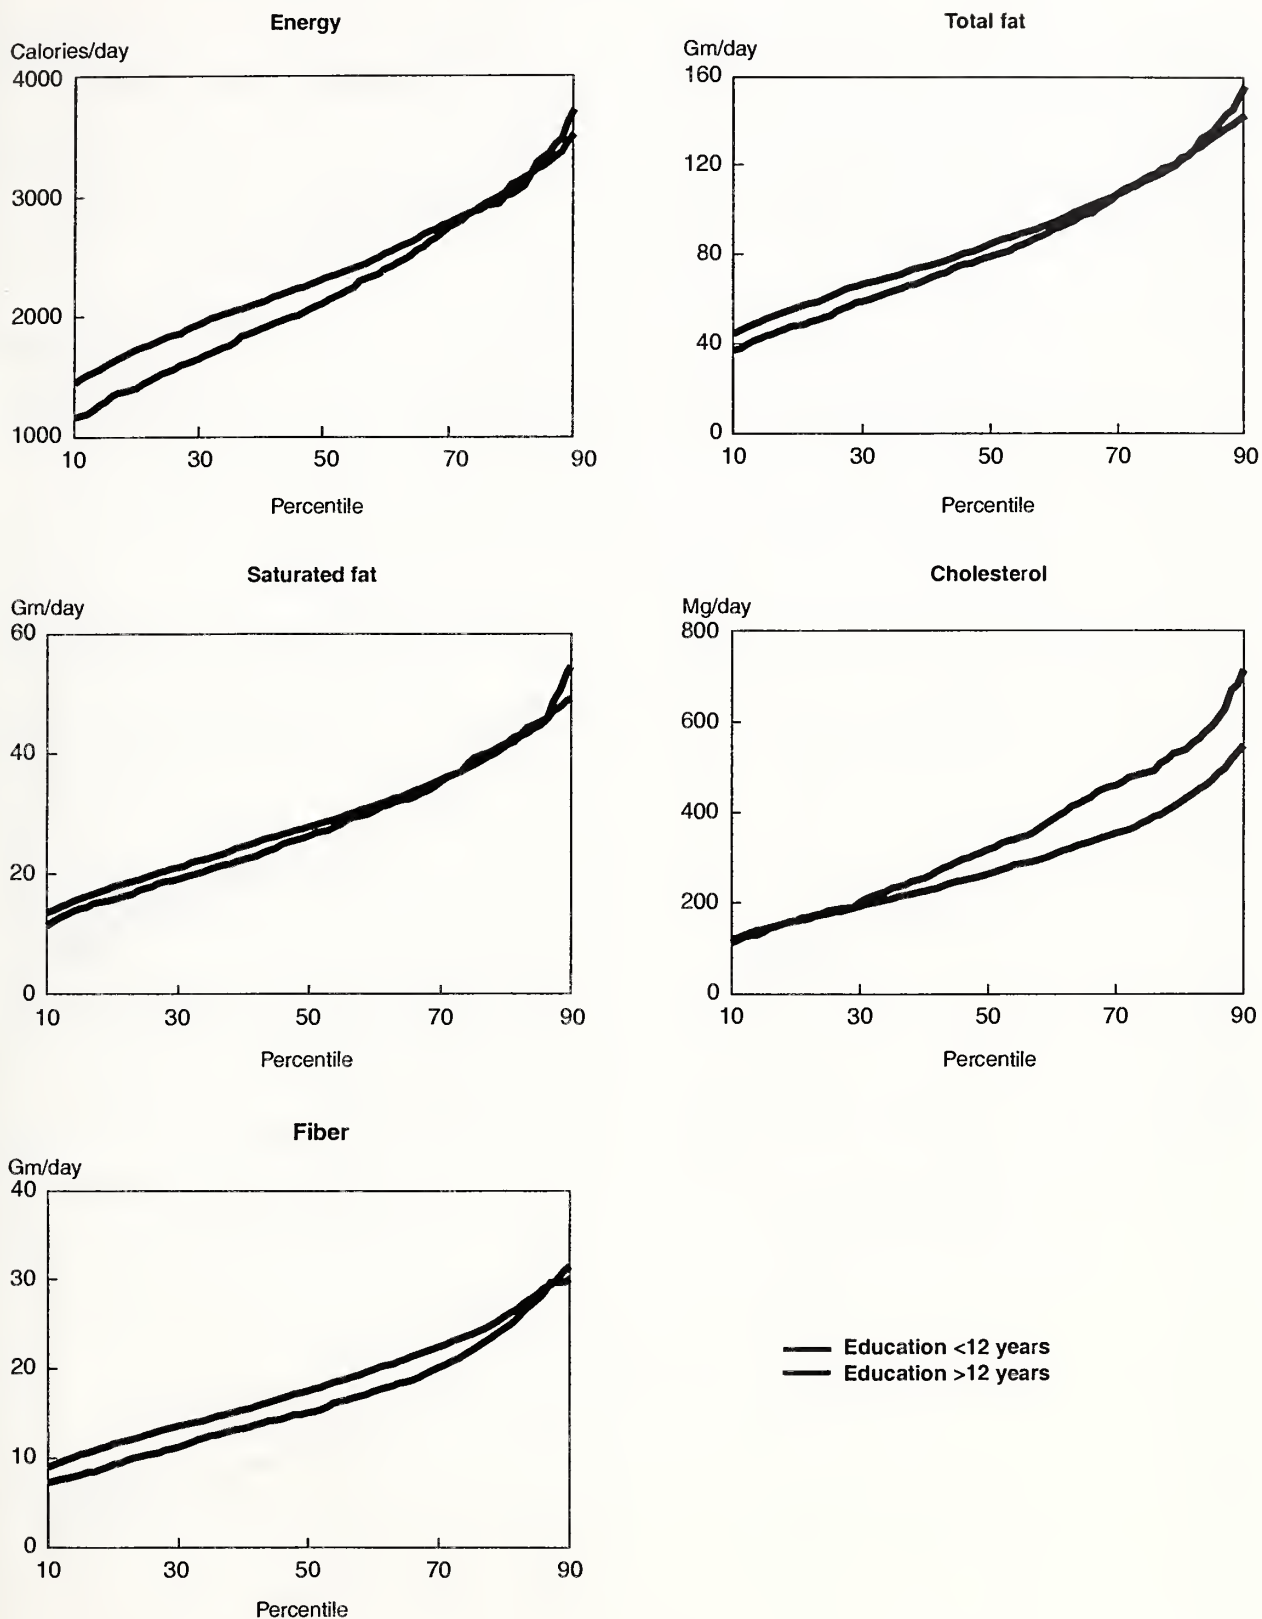 Energy
Calories/day
4000
3000
2000
1000
10 30 50 70 90
Percentile
Total fat
Gm/day
160
120
80
40
0
10 30 50 70 90
Percentile
Saturated fat
Gm/day
60
40
20
0
10 30 50 70 90
Percentile
Cholesterol
Mg/day
800
600
400
200
0
10 30 50 70 90
Percentile
Fiber
Gm/day
40
30
20
10
0
10 30 50 70 90
Percentile
Education <12 years
Education >12 years